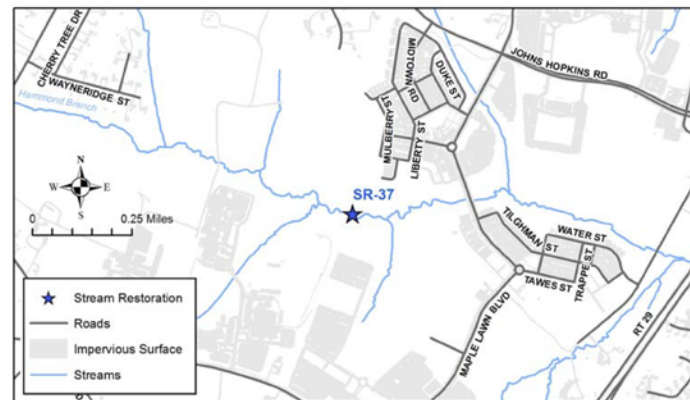 CHERRY TREE DR
WAYNERIDGE ST
Hammond Branch
MIDTOWN RD
DUKE ST
JOHNS HOPKINS RD
MULBERRY ST
LIBERTY ST
SR-37
N
W E
S
0 0.25 Miles
TILGHMAN ST
WATER ST
TRAPPE ST
TAWES ST
MAPLE LAWN BLVD
RT 29
Stream Restoration
Roads
Impervious Surface
Streams